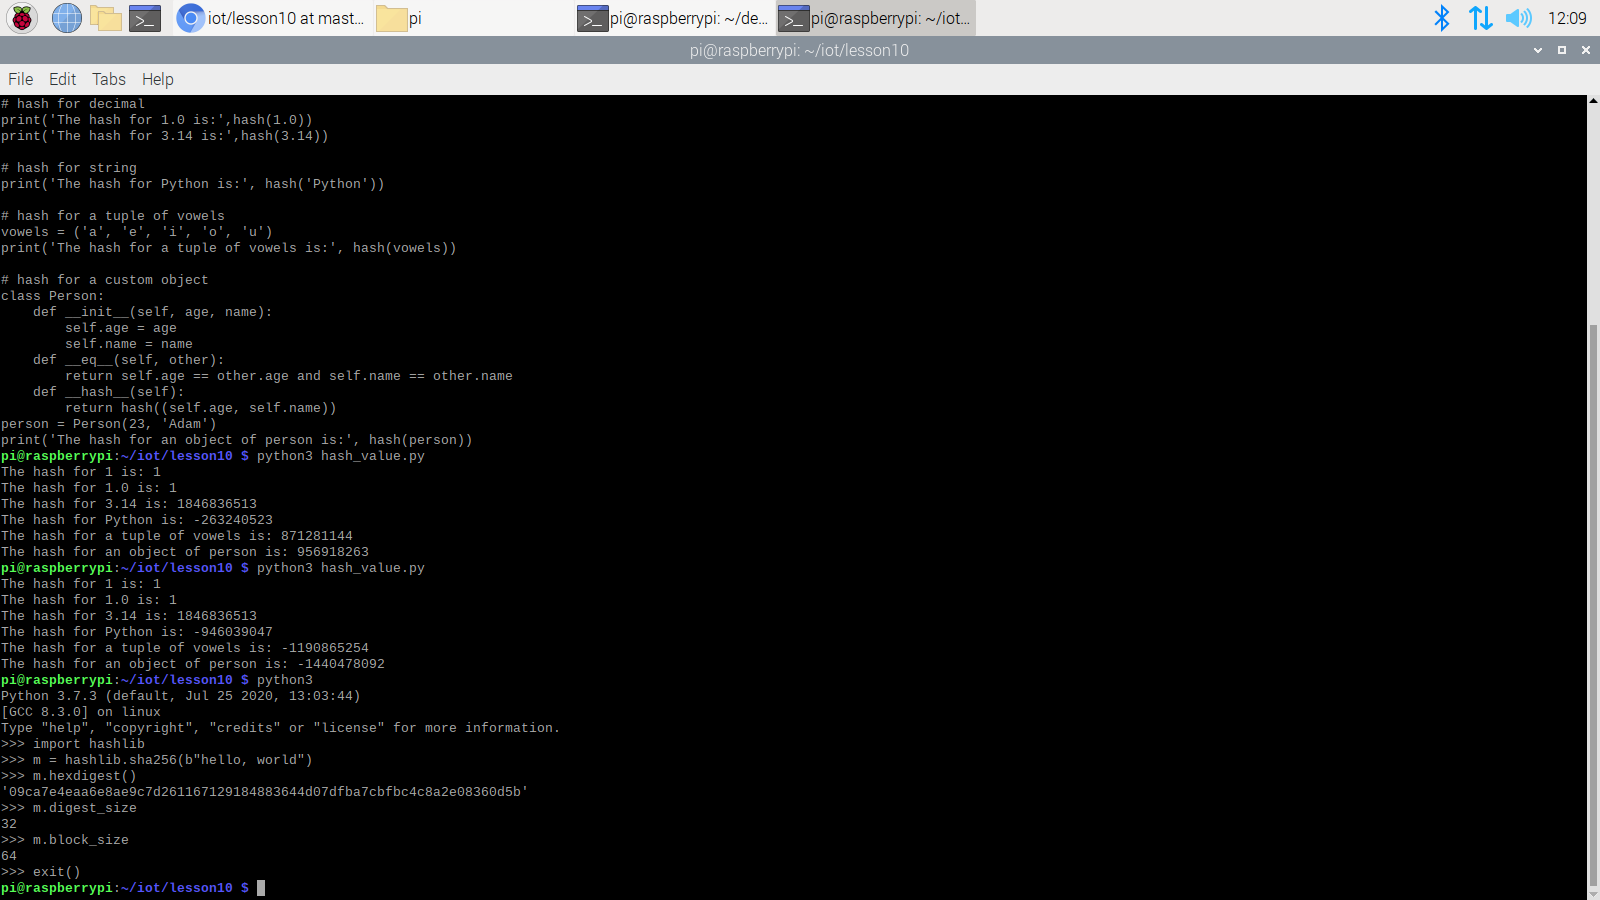 iot/lesson10 at mast...
pi
pi@raspberrypi: ~/de...
pi@raspberrypi: ~/iot...
12:09
pi@raspberrypi: ~/iot/lesson10
File Edit Tabs Help
# hash for decimal
print('The hash for 1.0 is:',hash(1.0))
print('The hash for 3.14 is:',hash(3.14))
# hash for string
print('The hash for Python is:', hash('Python'))
# hash for a tuple of vowels
vowels = ('a', 'e', 'i', 'o', 'u')
print('The hash for a tuple of vowels is:', hash(vowels))
# hash for a custom object
class Person:
    def __init__(self, age, name):
        self.age = age
        self.name = name
    def __eq__(self, other):
        return self.age == other.age and self.name == other.name
    def __hash__(self):
        return hash((self.age, self.name))
person = Person(23, 'Adam')
print('The hash for an object of person is:', hash(person))
pi@raspberrypi:~/iot/lesson10 $ python3 hash_value.py
The hash for 1 is: 1
The hash for 1.0 is: 1
The hash for 3.14 is: 1846836513
The hash for Python is: -263240523
The hash for a tuple of vowels is: 871281144
The hash for an object of person is: 956918263
pi@raspberrypi:~/iot/lesson10 $ python3 hash_value.py
The hash for 1 is: 1
The hash for 1.0 is: 1
The hash for 3.14 is: 1846836513
The hash for Python is: -946039047
The hash for a tuple of vowels is: -1190865254
The hash for an object of person is: -1440478092
pi@raspberrypi:~/iot/lesson10 $ python3
Python 3.7.3 (default, Jul 25 2020, 13:03:44)
[GCC 8.3.0] on linux
Type "help", "copyright", "credits" or "license" for more information.
>>> import hashlib
>>> m = hashlib.sha256(b"hello, world")
>>> m.hexdigest()
'09ca7e4eaa6e8ae9c7d261167129184883644d07dfba7cbfbc4c8a2e08360d5b'
>>> m.digest_size
32
>>> m.block_size
64
>>> exit()
pi@raspberrypi:~/iot/lesson10 $